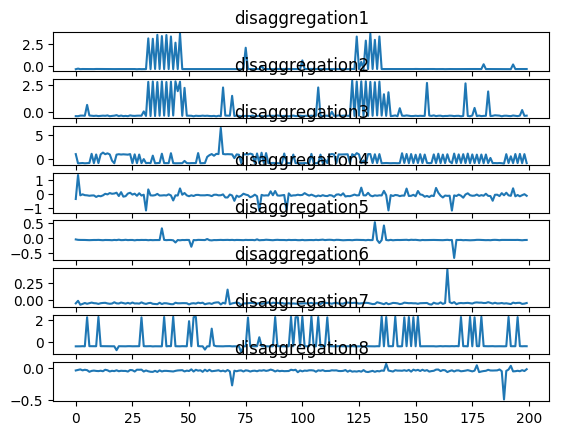 disaggregation1
2.5
0.0
disaggregation2
2.5
0.0
disaggregation3
5
0
disaggregation4
1
0
−1
disaggregation5
0.5
0.0
−0.5
disaggregation6
0.25
0.00
disaggregation7
2
0
disaggregation8
0.0
−0.5
0 25 50 75 100 125 150 175 200